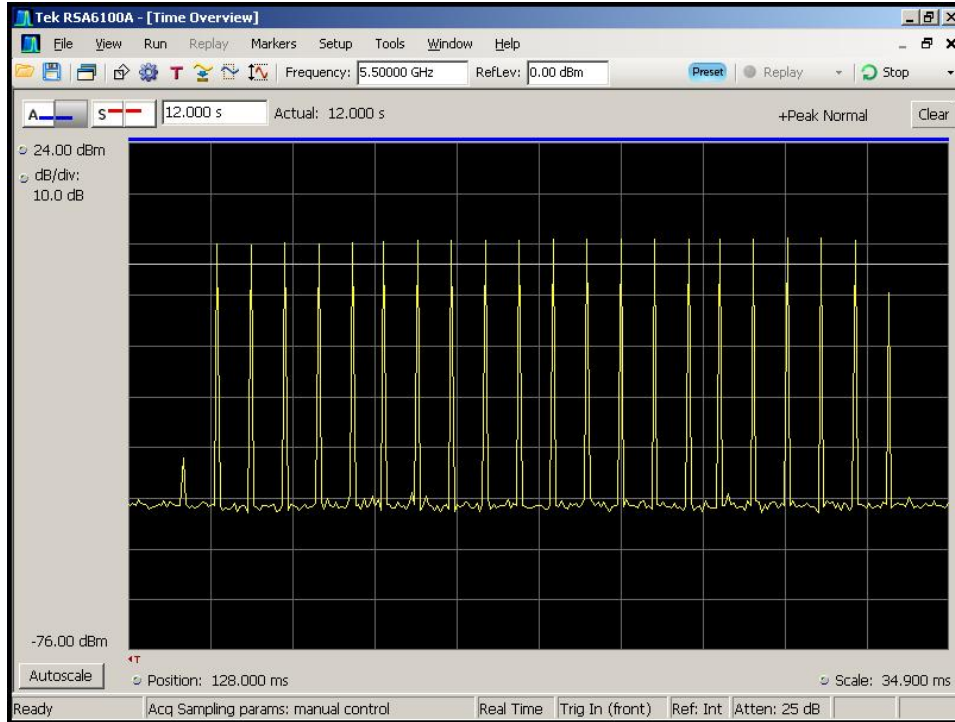 Tek RSA6100A - [Time Overview]
File View Run Replay Markers Setup Tools Window Help
T Frequency: 5.50000 GHz RefLev: 0.00 dBm Preset Replay Stop
A S 12.000 s Actual: 12.000 s +Peak Normal Clear
24.00 dBm
dB/div:
10.0 dB
-76.00 dBm
T
Autoscale Position: 128.000 ms Scale: 34.900 ms
Ready Acq Sampling params: manual control Real Time Trig In (front) Ref: Int Atten: 25 dB